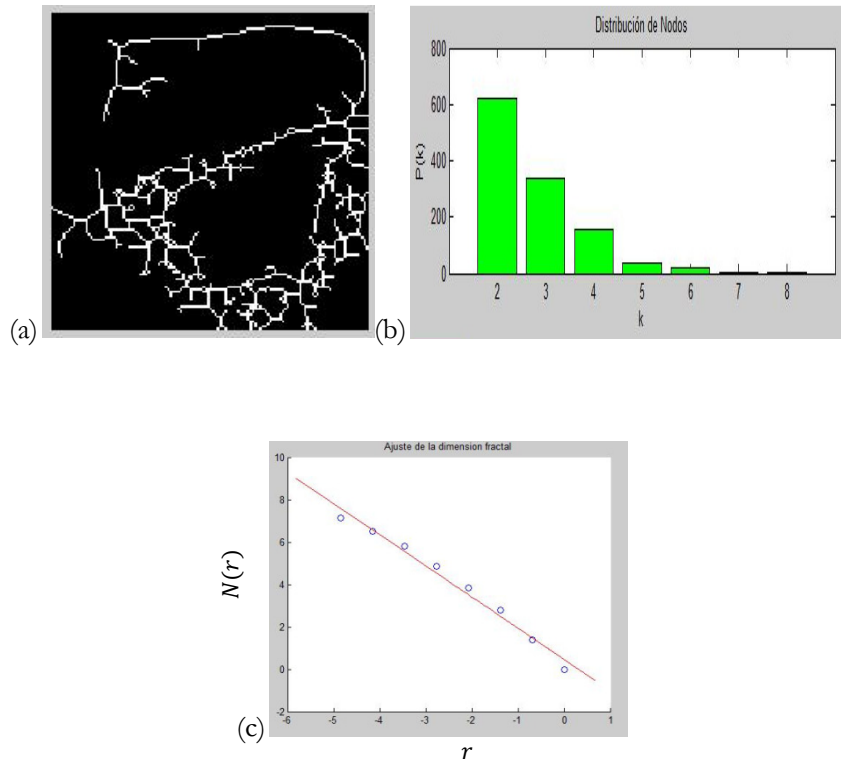 Distribución de Nodos
800
600
400
200
0
P(k)
2 3 4 5 6 7 8
k
(a)
(b)
Ajuste de la dimension fractal
10
8
6
4
2
0
-2
N(r)
-6 -5 -4 -3 -2 -1 0 1
(c)
r